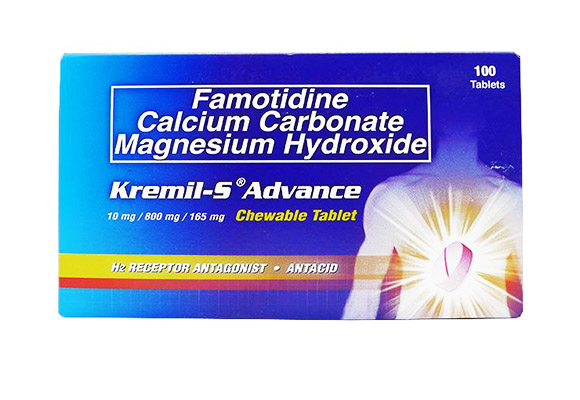 100
Tablets
Famotidine
Calcium Carbonate
Magnesium Hydroxide
Kremil-S® Advance
10 mg / 800 mg / 165 mg Chewable Tablet
H2 RECEPTOR ANTAGONIST • ANTACID